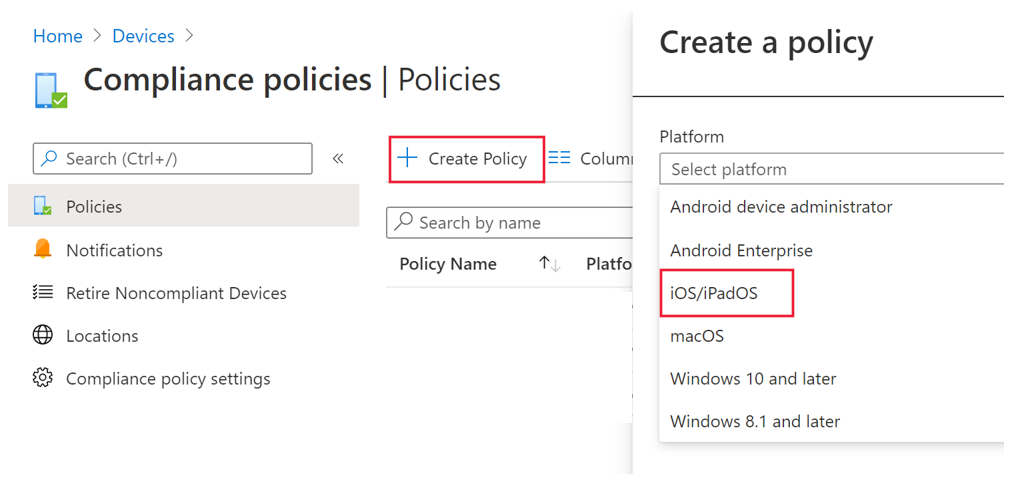 Home > Devices >
Compliance policies | Policies
Search (Ctrl+/)
«
Policies
Notifications
Retire Noncompliant Devices
Locations
Compliance policy settings
+ Create Policy
Colum
Search by name
Policy Name ↑↓ Platfo
Create a policy
Platform
Select platform
Android device administrator
Android Enterprise
iOS/iPadOS
macOS
Windows 10 and later
Windows 8.1 and later